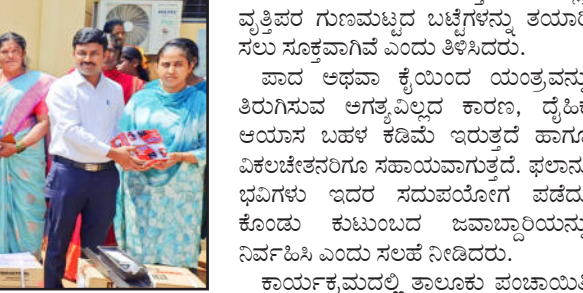 ವೃತ್ತಿಪರ ಗುಣಮಟ್ಟದ ಬಟ್ಟೆಗಳನ್ನು ತಯಾರಿ
ಸಲು ಸೂಕ್ತವಾಗಿವೆ ಎಂದು ತಿಳಿಸಿದರು.
ಪಾದ ಅಥವಾ ಕೈಯಿಂದ ಯಂತ್ರವನ್ನು
ತಿರುಗಿಸುವ ಅಗತ್ಯವಿಲ್ಲದ ಕಾರಣ, ದೈಹಿಕ
ಆಯಾಸ ಬಹಳ ಕಡಿಮೆ ಇರುತ್ತದೆ ಹಾಗೂ
ವಿಕಲಚೇತನರಿಗೂ ಸಹಾಯವಾಗುತ್ತದೆ. ಫಲಾನು
ಭವಿಗಳು ಇದರ ಸದುಪಯೋಗ ಪಡೆದು
ಕೊಂಡು ಕುಟುಂಬದ ಜವಾಬ್ದಾರಿಯನ್ನು
ನಿರ್ವಹಿಸಿ ಎಂದು ಸಲಹೆ ನೀಡಿದರು.
ಕಾರ್ಯಕ್ರಮದಲ್ಲಿ ತಾಲೂಕು ಪಂಚಾಯಿತಿ